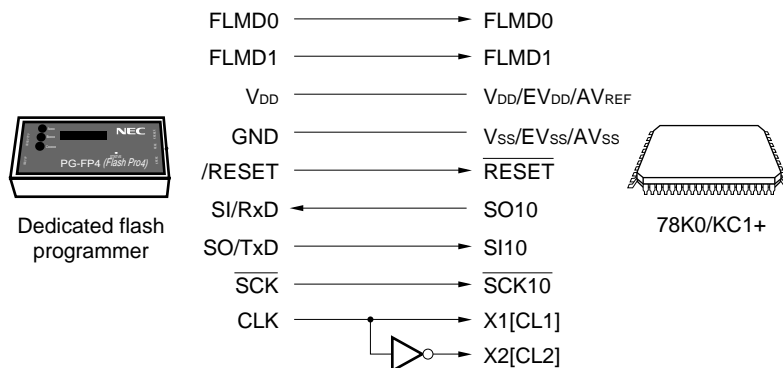 FLMD0 FLMD0
FLMD1 FLMD1
VDD VDD/EVDD/AVREF
GND VSS/EVSS/AVSS
/RESET RESET
SI/RxD SO10
SO/TxD SI10
SCK SCK10
CLK X1[CL1]
X2[CL2]
NEC
PG-FP4 (Flash Pro4)
Dedicated flash
programmer
78K0/KC1+